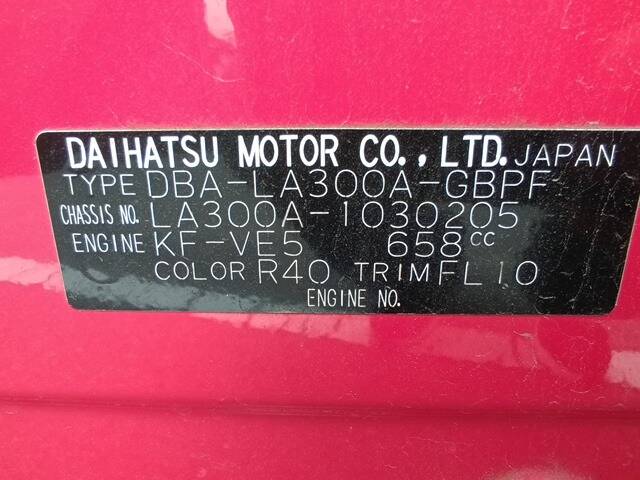 DAIHATSU MOTOR CO., LTD. JAPAN
TYPE DBA-LA300A-GBPF
CHASSIS NO. LA300A-1030205
ENGINE KF-VE5 658cc
COLOR R40 TRIM FL10
ENGINE NO.